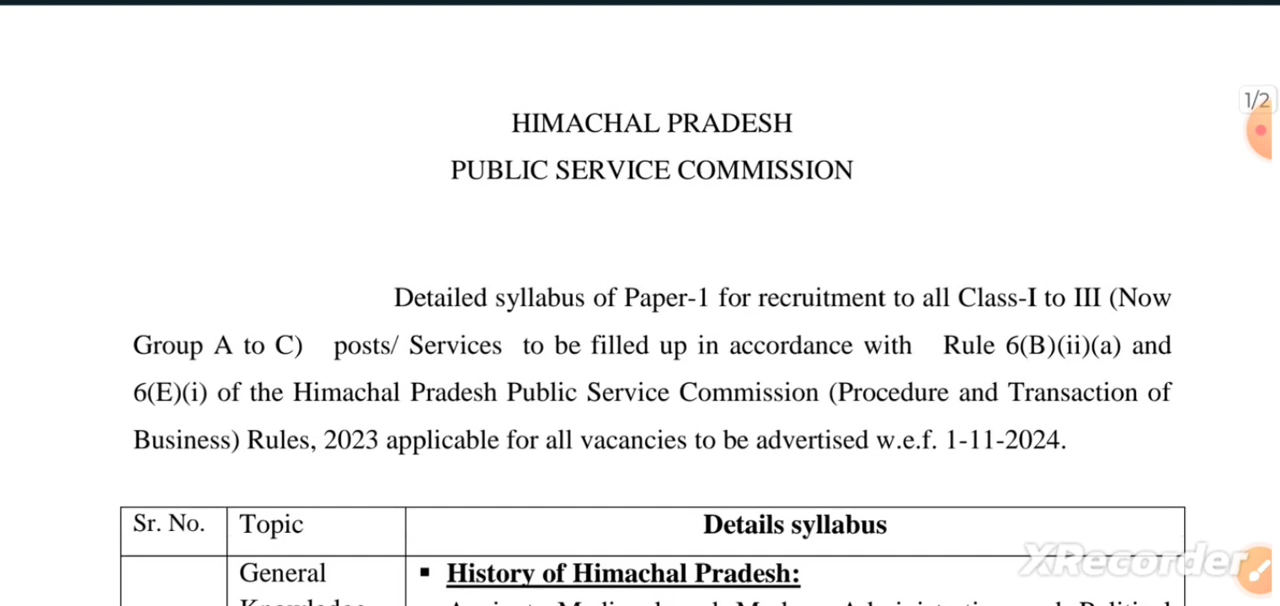 1/2
HIMACHAL PRADESH
PUBLIC SERVICE COMMISSION
Detailed syllabus of Paper-1 for recruitment to all Class-I to III (Now
Group A to C) posts/ Services to be filled up in accordance with Rule 6(B)(ii)(a) and
6(E)(i) of the Himachal Pradesh Public Service Commission (Procedure and Transaction of
Business) Rules, 2023 applicable for all vacancies to be advertised w.e.f. 1-11-2024.
Sr. No. Topic Details syllabus
XRecorder
General ▪ History of Himachal Pradesh: